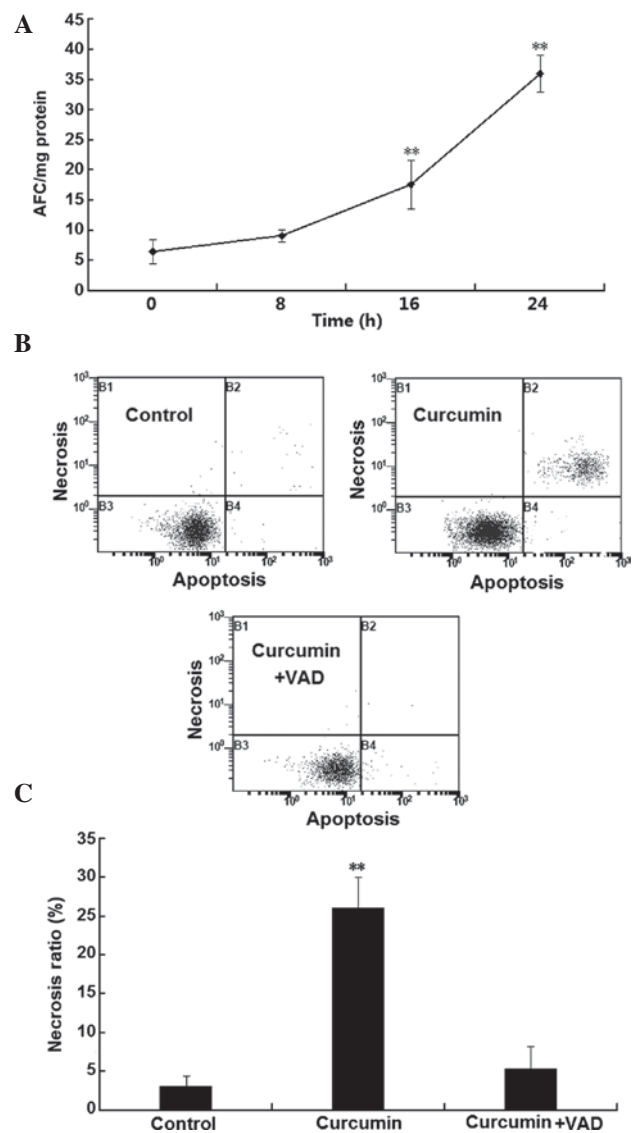 A
AFC/mg protein
45
40
35
30
25
20
15
10
5
0
**
**
0 8 16 24
Time (h)
B
Necrosis
10³
10²
10¹
10⁰
B1 B2
Control
B3 B4
10⁰ 10¹ 10² 10³
Apoptosis
Necrosis
10³
10²
10¹
10⁰
B1 B2
Curcumin
B3 B4
10⁰ 10¹ 10² 10³
Apoptosis
Necrosis
10³
10²
10¹
10⁰
B1 B2
Curcumin
+VAD
B3 B4
10⁰ 10¹ 10² 10³
Apoptosis
C
Necrosis ratio (%)
35
30
25
20
15
10
5
0
**
Control Curcumin Curcumin+VAD